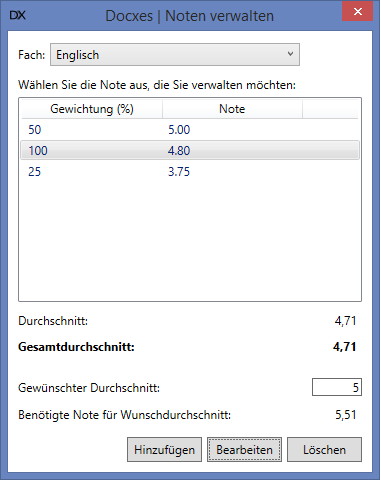 DX Docxes | Noten verwalten
Fach: Englisch
Wählen Sie die Note aus, die Sie verwalten möchten:
Gewichtung (%) Note
50 5.00
100 4.80
25 3.75
Durchschnitt: 4,71
Gesamtdurchschnitt: 4,71
Gewünschter Durchschnitt: 5
Benötigte Note für Wunschdurchschnitt: 5,51
Hinzufügen Bearbeiten Löschen